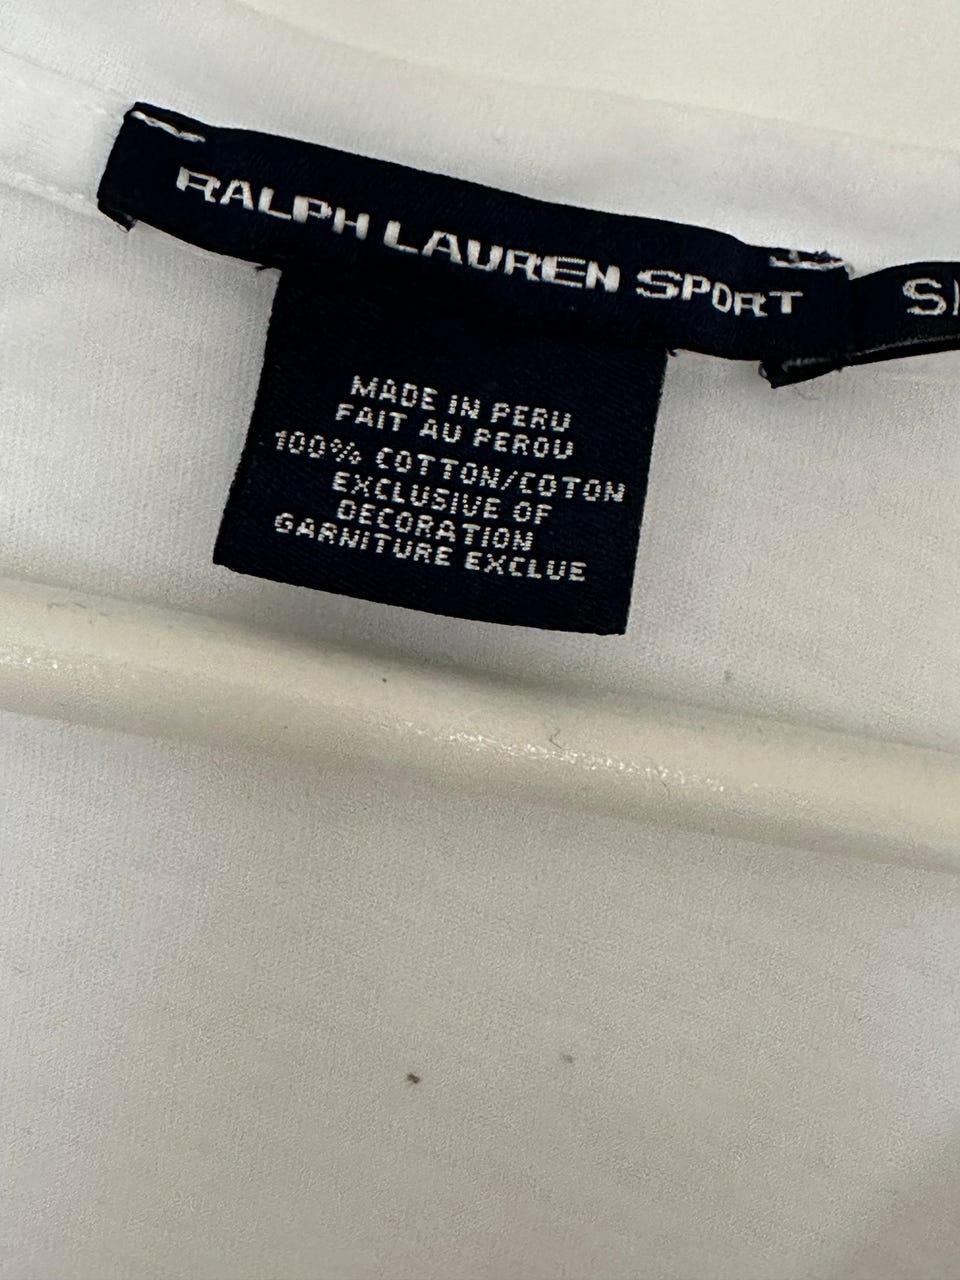 RALPH LAUREN SPORT
MADE IN PERU
FAIT AU PEROU
100% COTTON/COTON
EXCLUSIVE OF
DECORATION
GARNITURE EXCLUE